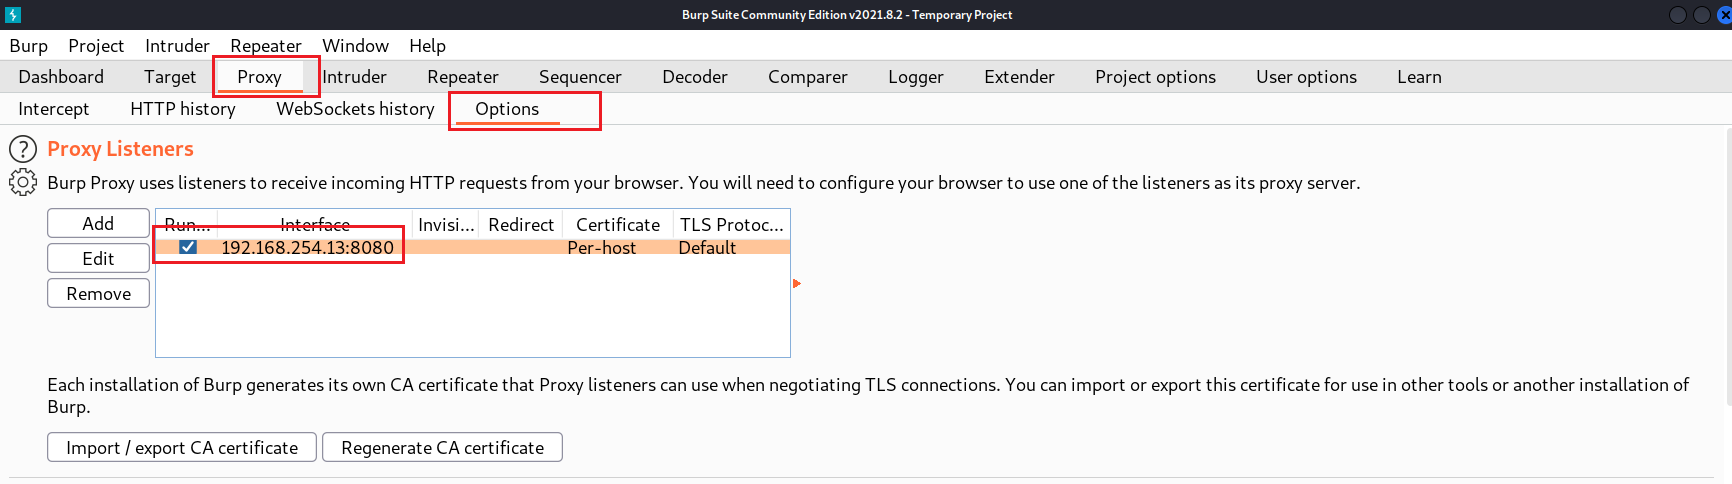 Burp Suite Community Edition v2021.8.2 - Temporary Project
Burp Project Intruder Repeater Window Help
Dashboard Target Proxy Intruder Repeater Sequencer Decoder Comparer Logger Extender Project options User options Learn
Intercept HTTP history WebSockets history Options
Proxy Listeners
Burp Proxy uses listeners to receive incoming HTTP requests from your browser. You will need to configure your browser to use one of the listeners as its proxy server.
Add Run... Interface Invisi... Redirect Certificate TLS Protoc...
192.168.254.13:8080 Per-host Default
Edit
Remove
Each installation of Burp generates its own CA certificate that Proxy listeners can use when negotiating TLS connections. You can import or export this certificate for use in other tools or another installation of
Burp.
Import / export CA certificate Regenerate CA certificate